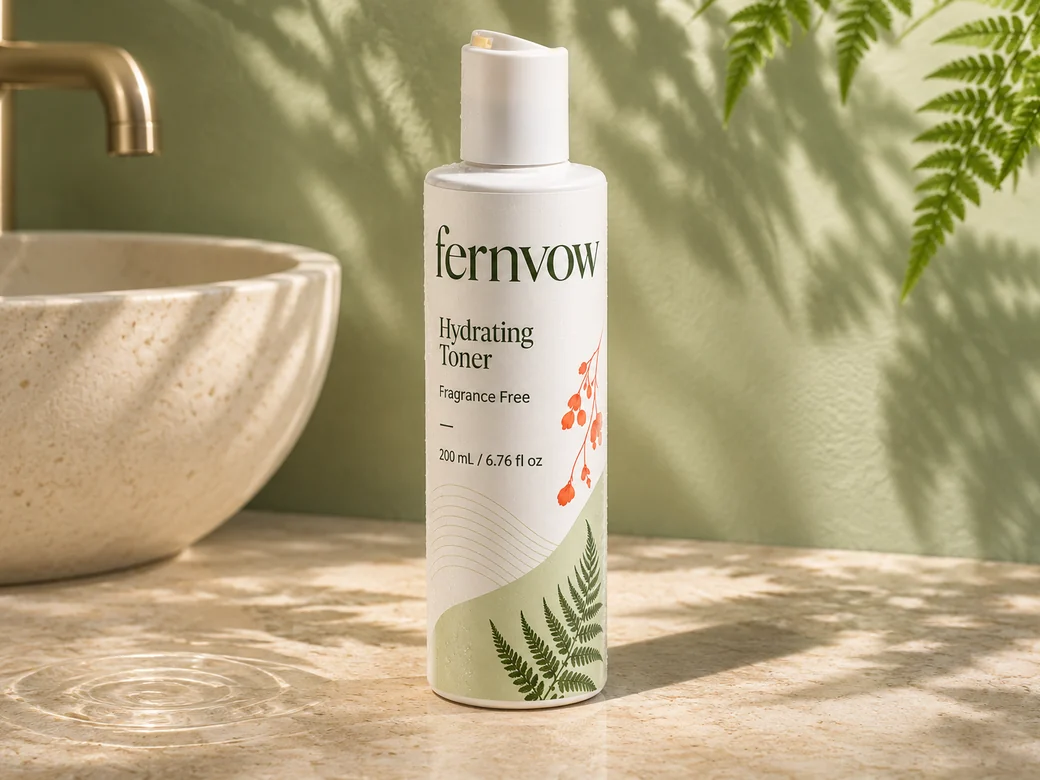 fernvow
Hydrating
Toner
Fragrance Free
200 mL / 6.76 fl oz